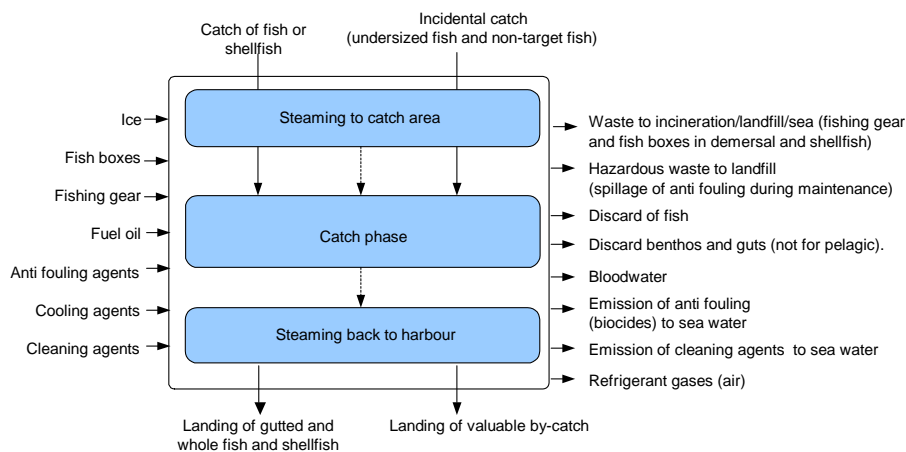 Catch of fish or
shellfish
Incidental catch
(undersized fish and non-target fish)
Ice
Fish boxes
Fishing gear
Fuel oil
Anti fouling agents
Cooling agents
Cleaning agents
Steaming to catch area
Catch phase
Steaming back to harbour
Waste to incineration/landfill/sea (fishing gear
and fish boxes in demersal and shellfish)
Hazardous waste to landfill
(spillage of anti fouling during maintenance)
Discard of fish
Discard benthos and guts (not for pelagic).
Bloodwater
Emission of anti fouling
(biocides) to sea water
Emission of cleaning agents to sea water
Refrigerant gases (air)
Landing of gutted and
whole fish and shellfish
Landing of valuable by-catch